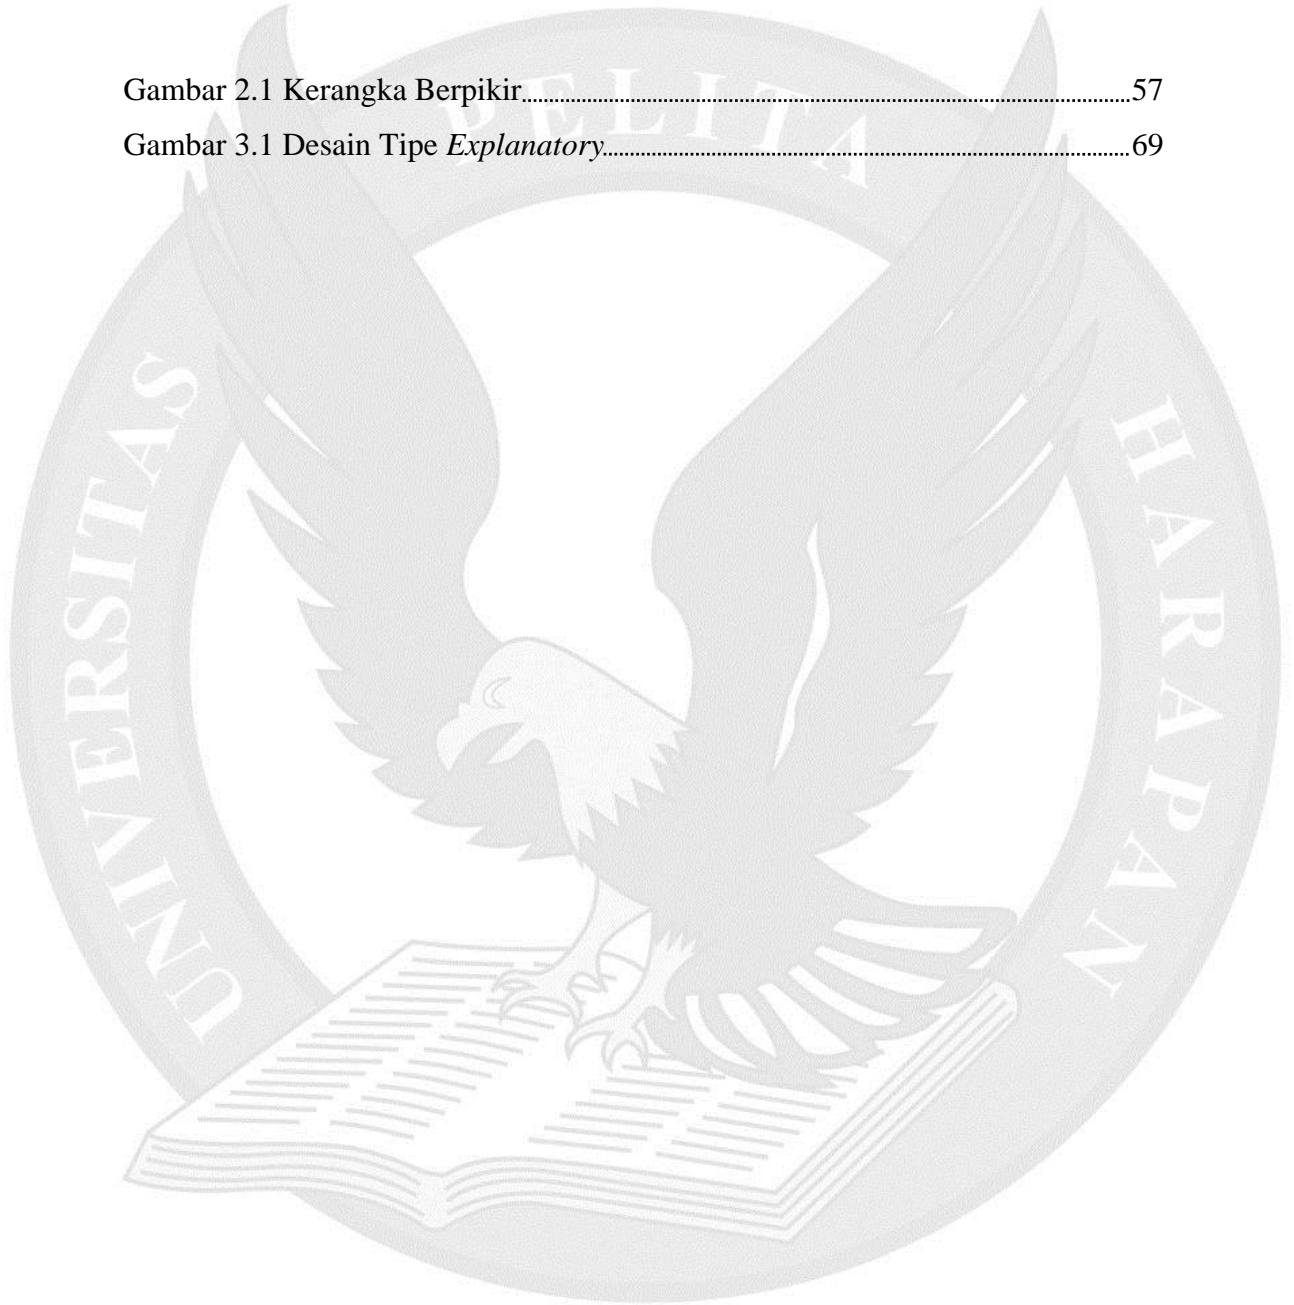 Gambar 2.1 Kerangka Berpikir....................57
Gambar 3.1 Desain Tipe Explanatory....................69
UNIVERSITAS PELITA HARAPAN